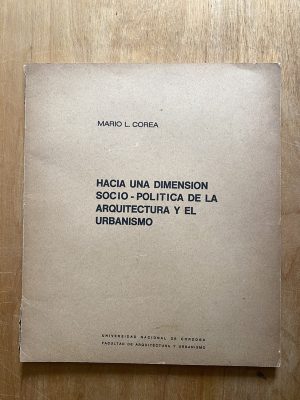 MARIO L. COREA
HACIA UNA DIMENSION
SOCIO - POLITICA DE LA
ARQUITECTURA Y EL
URBANISMO
UNIVERSIDAD NACIONAL DE CORDOBA
FACULTAD DE ARQUITECTURA Y URBANISMO